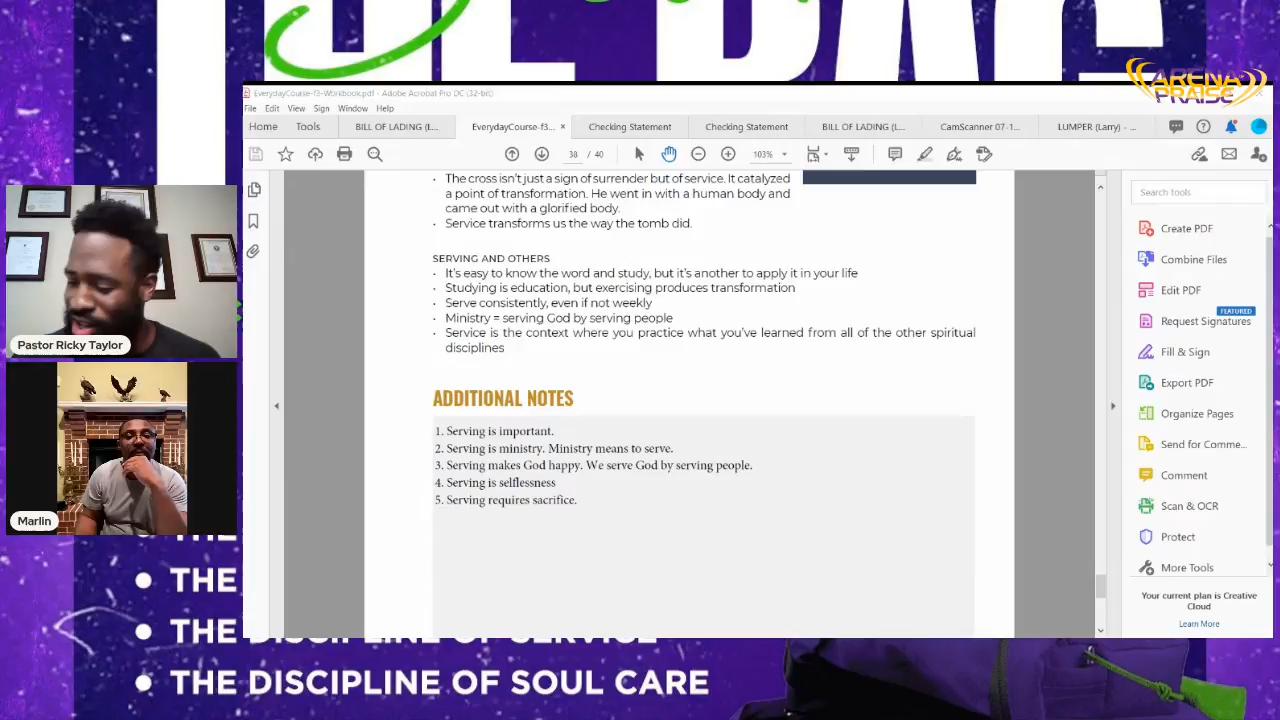 ARENA
PRAISE
EverydayCourse-f3-Workbook.pdf - Adobe Acrobat Pro DC (32-bit)
File Edit View Sign Window Help
Home Tools BILL OF LADING (L... EverydayCourse-f3... × Checking Statement Checking Statement BILL OF LADING (L... CamScanner 07-1... LUMPER (Larry) - ...
38 / 40 103%
• The cross isn't just a sign of surrender but of service. It catalyzed
a point of transformation. He went in with a human body and
came out with a glorified body.
• Service transforms us the way the tomb did.
SERVING AND OTHERS
• It's easy to know the word and study, but it's another to apply it in your life
• Studying is education, but exercising produces transformation
• Serve consistently, even if not weekly
• Ministry = serving God by serving people
• Service is the context where you practice what you've learned from all of the other spiritual
disciplines
ADDITIONAL NOTES
1. Serving is important.
2. Serving is ministry. Ministry means to serve.
3. Serving makes God happy. We serve God by serving people.
4. Serving is selflessness
5. Serving requires sacrifice.
Search tools
Create PDF
Combine Files
Edit PDF
FEATURED
Request Signatures
Fill & Sign
Export PDF
Organize Pages
Send for Comme...
Comment
Scan & OCR
Protect
More Tools
Your current plan is Creative
Cloud
Learn More
Pastor Ricky Taylor
Marlin
• THE
• THE DISCIPLINE OF SERVICE
• THE DISCIPLINE OF SOUL CARE